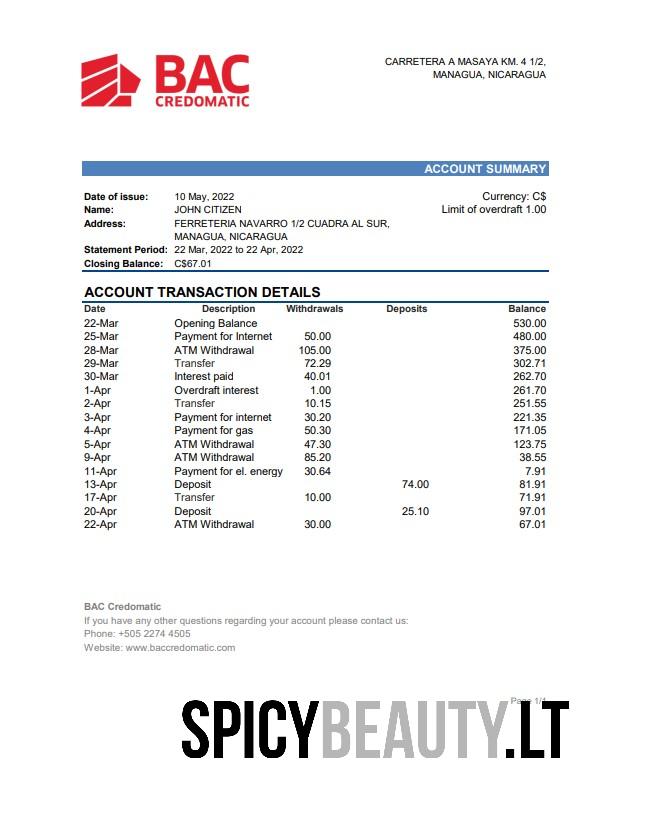 BAC
CREDOMATIC
CARRETERA A MASAYA KM. 4 1/2,
MANAGUA, NICARAGUA
ACCOUNT SUMMARY
Date of issue: 10 May, 2022 Currency: C$
Name: JOHN CITIZEN Limit of overdraft 1.00
Address: FERRETERIA NAVARRO 1/2 CUADRA AL SUR,
MANAGUA, NICARAGUA
Statement Period: 22 Mar, 2022 to 22 Apr, 2022
Closing Balance: C$67.01
ACCOUNT TRANSACTION DETAILS
Date Description Withdrawals Deposits Balance
22-Mar Opening Balance 530.00
25-Mar Payment for Internet 50.00 480.00
28-Mar ATM Withdrawal 105.00 375.00
29-Mar Transfer 72.29 302.71
30-Mar Interest paid 40.01 262.70
1-Apr Overdraft interest 1.00 261.70
2-Apr Transfer 10.15 251.55
3-Apr Payment for internet 30.20 221.35
4-Apr Payment for gas 50.30 171.05
5-Apr ATM Withdrawal 47.30 123.75
9-Apr ATM Withdrawal 85.20 38.55
11-Apr Payment for el. energy 30.64 7.91
13-Apr Deposit 74.00 81.91
17-Apr Transfer 10.00 71.91
20-Apr Deposit 25.10 97.01
22-Apr ATM Withdrawal 30.00 67.01
BAC Credomatic
If you have any other questions regarding your account please contact us:
Phone: +505 2274 4505
Website: www.baccredomatic.com
Page 1/1
SPICYBEAUTY.LT